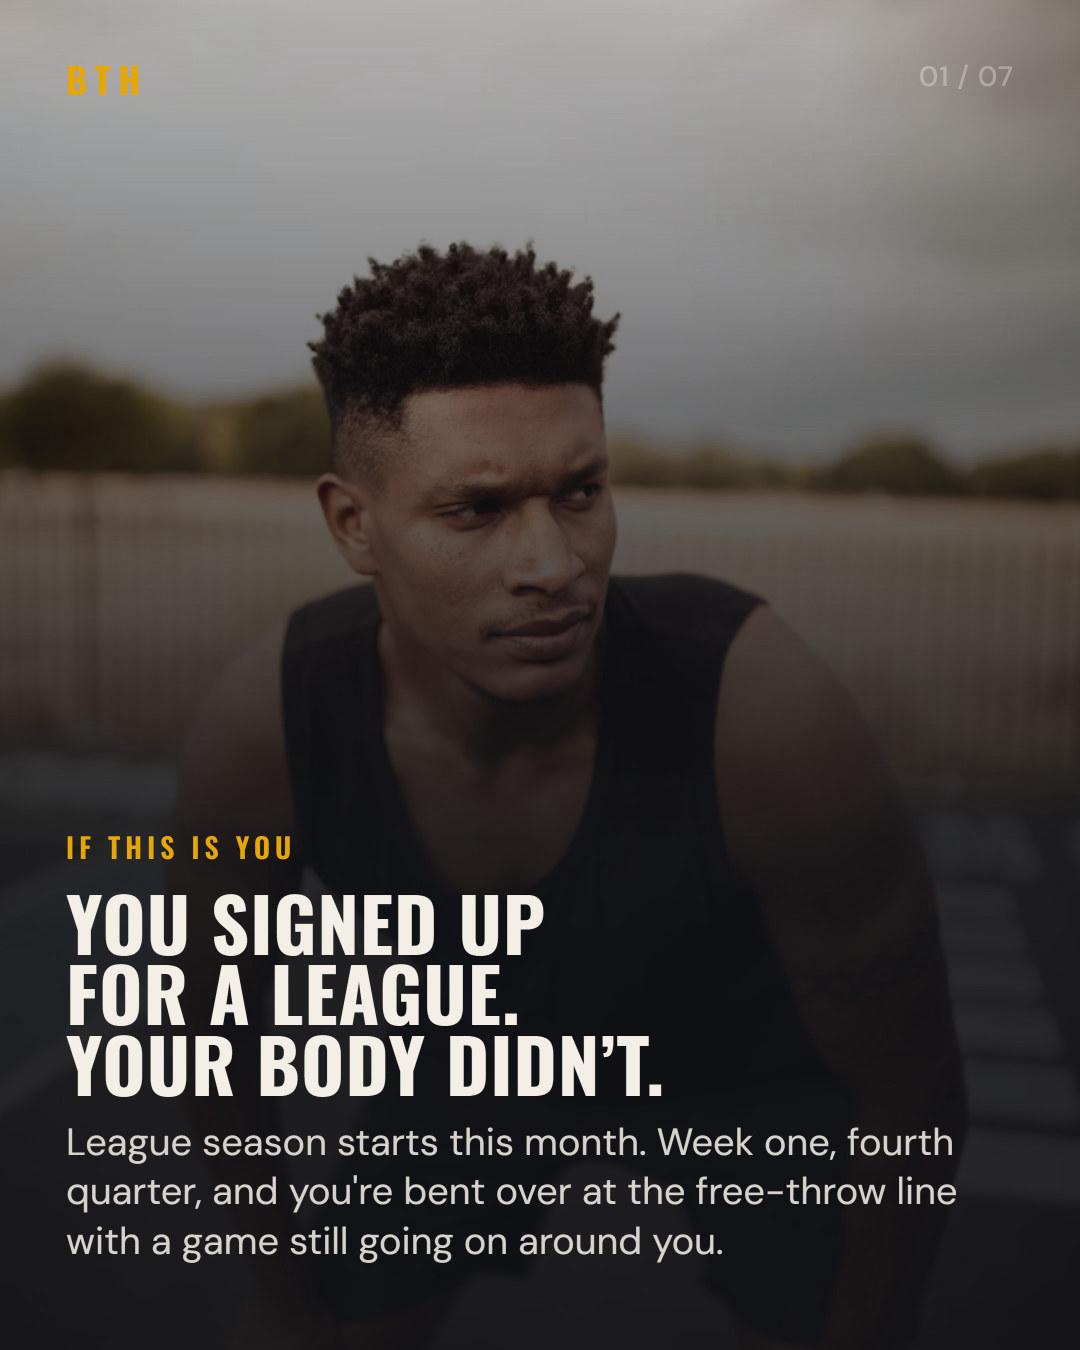 BTH
01 / 07
IF THIS IS YOU
YOU SIGNED UP
FOR A LEAGUE.
YOUR BODY DIDN’T.
League season starts this month. Week one, fourth
quarter, and you're bent over at the free-throw line
with a game still going on around you.